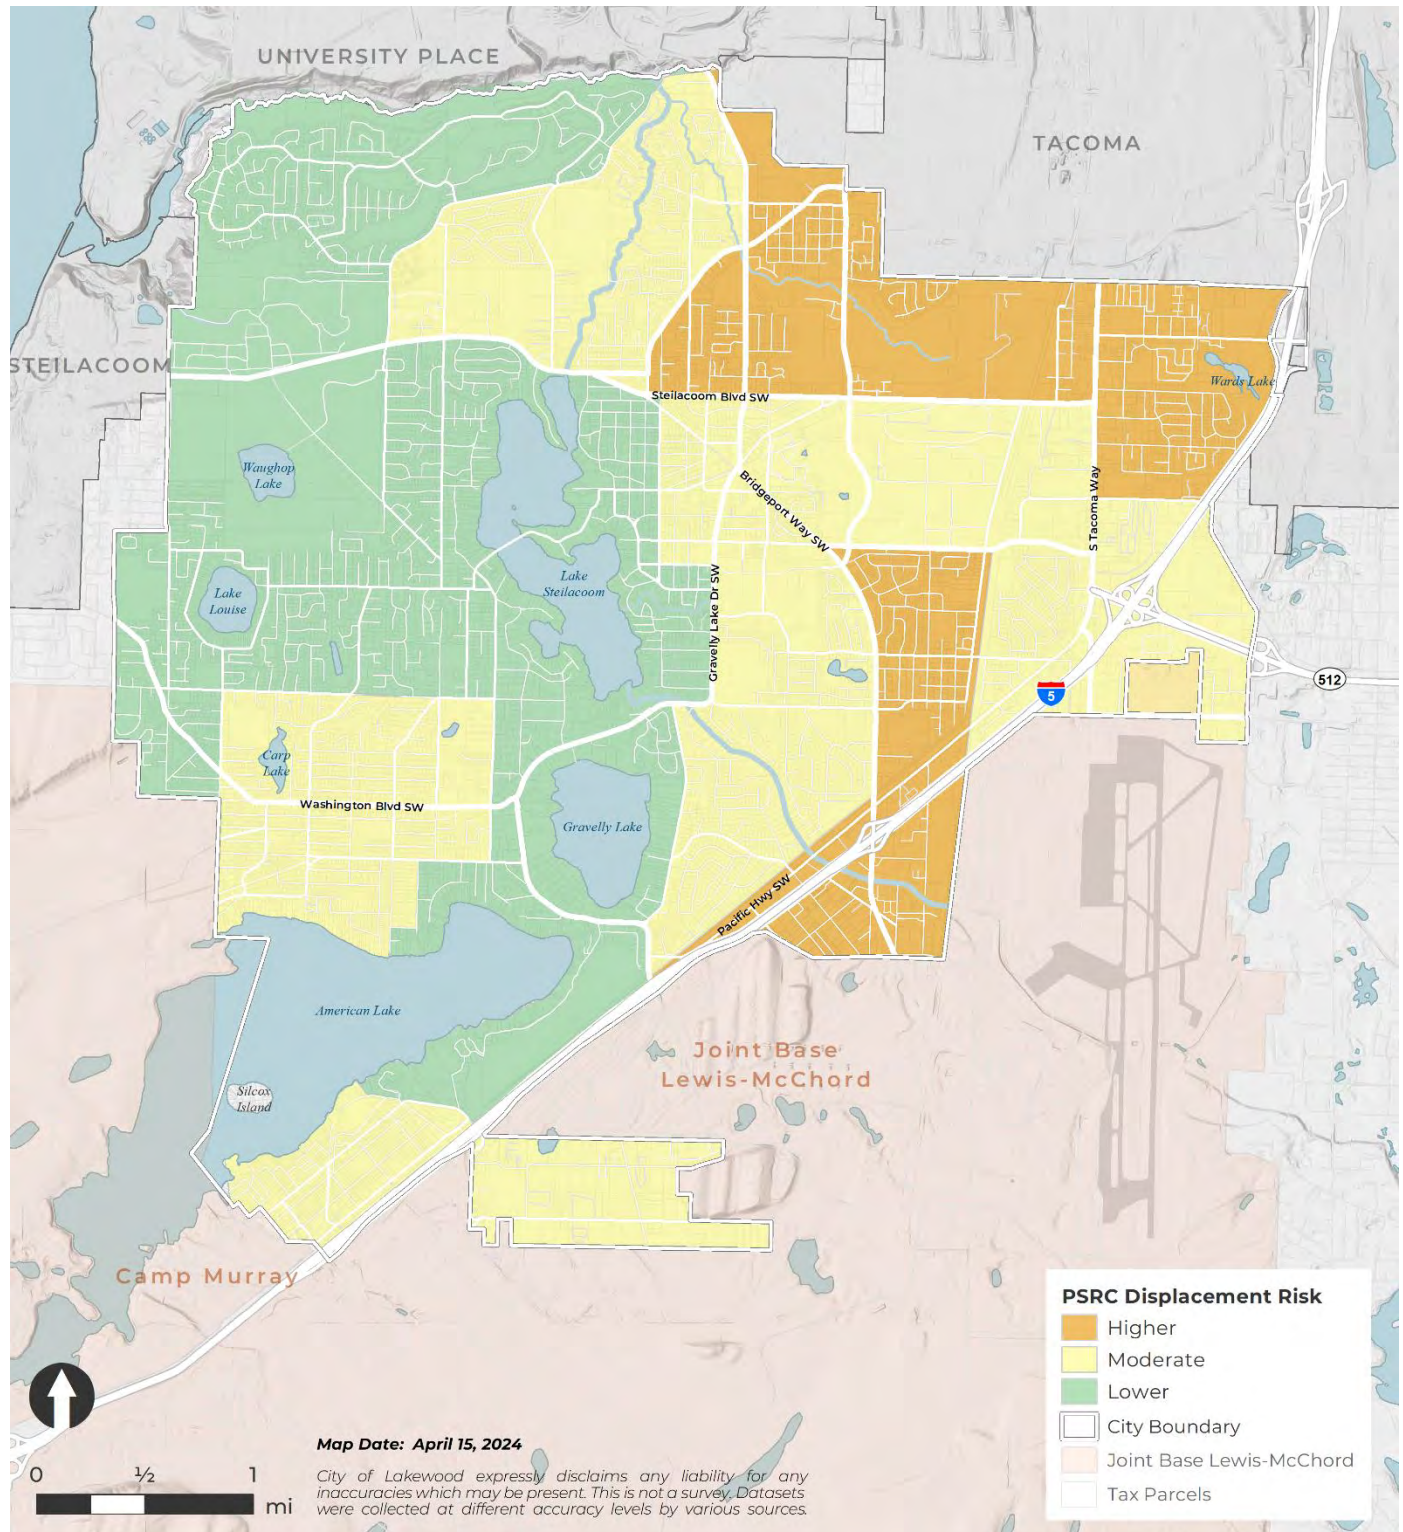 UNIVERSITY PLACE
TACOMA
STEILACOOM
Wards Lake
Steilacoom Blvd SW
Waughop
Lake
Bridgeport Way SW
S Tacoma Way
Lake
Steilacoom
Lake
Louise
Gravelly Lake Dr SW
512
5
Carp
Lake
Washington Blvd SW
Gravelly Lake
Pacific Hwy SW
American Lake
Joint Base
Lewis-McChord
Silcox
Island
Camp Murray
PSRC Displacement Risk
Higher
Moderate
Lower
City Boundary
Joint Base Lewis-McChord
Tax Parcels
Map Date: April 15, 2024
0 ½ 1
mi
City of Lakewood expressly disclaims any liability for any
inaccuracies which may be present. This is not a survey. Datasets
were collected at different accuracy levels by various sources.